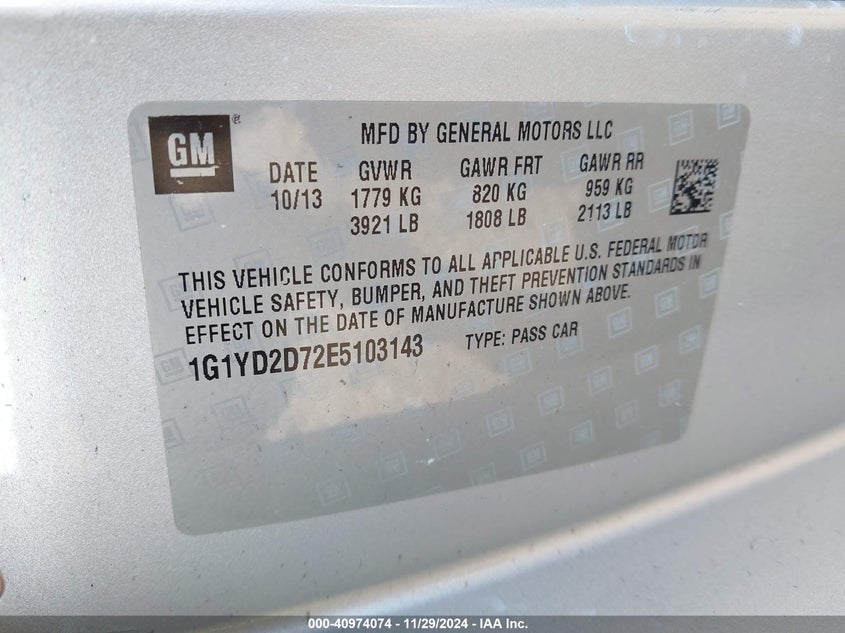 GM ®
MFD BY GENERAL MOTORS LLC
DATE GVWR GAWR FRT GAWR RR
10/13 1779 KG 820 KG 959 KG
3921 LB 1808 LB 2113 LB
THIS VEHICLE CONFORMS TO ALL APPLICABLE U.S. FEDERAL MOTOR
VEHICLE SAFETY, BUMPER, AND THEFT PREVENTION STANDARDS IN
EFFECT ON THE DATE OF MANUFACTURE SHOWN ABOVE.
1G1YD2D72E5103143 TYPE: PASS CAR
000-40974074 | 11/29/2024 | IAA Inc.